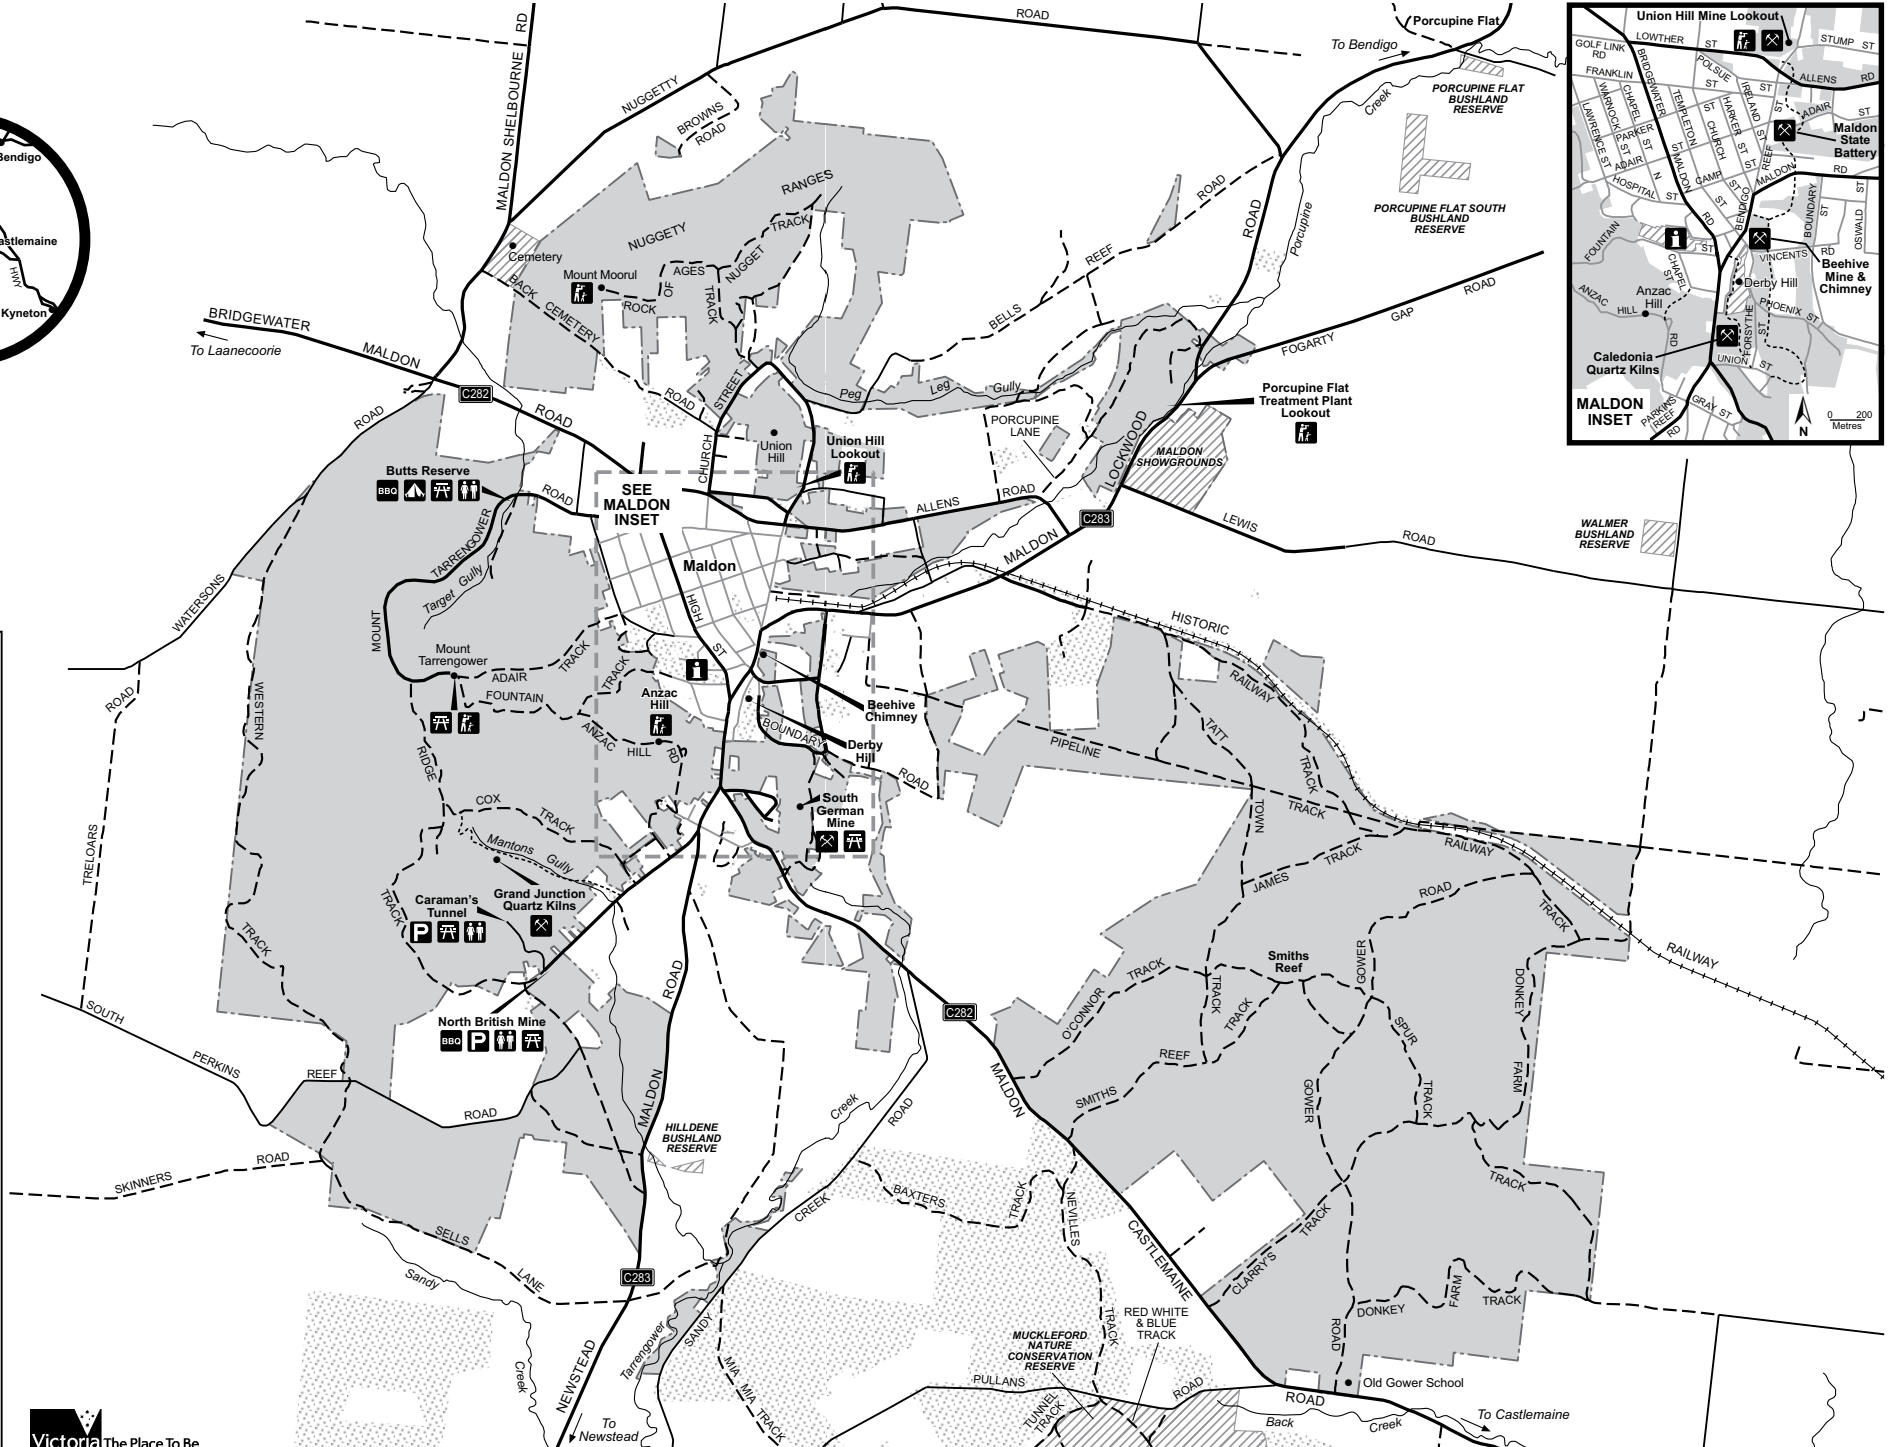 Bendigo
astlemaine
HWY
Kyneton
MALDON SHELBOURNE RD
ROAD
NUGGETTY
BROWNS
ROAD
To Bendigo
Porcupine Flat
Creek
PORCUPINE FLAT
BUSHLAND
RESERVE
PORCUPINE FLAT SOUTH
BUSHLAND
RESERVE
Porcupine
ROAD
NUGGETY
RANGES
Cemetery
Mount Moorul
ROCK
OF
AGES
TRACK
NUGGET
TRACK
BACK
CEMETERY
ROAD
BELLS
REEF
ROAD
FOGARTY
GAP
ROAD
BRIDGEWATER
To Laanecoorie
MALDON
C282
ROAD
ROAD
STREET
CHURCH
Peg
Leg
Gully
Union
Hill
Union Hill
Lookout
PORCUPINE
LANE
LOCKWOOD
MALDON
SHOWGROUNDS
Porcupine Flat
Treatment Plant
Lookout
Butts Reserve
BBQ
ROAD
SEE
MALDON
INSET
ALLENS
ROAD
C283
MALDON
LEWIS
ROAD
WALMER
BUSHLAND
RESERVE
TARRENGOWER
Target
Gully
MOUNT
WATERSONS
Maldon
HIGH
ST
HISTORIC
RAILWAY
Mount
Tarrengower
ADAIR
TRACK
FOUNTAIN
TRACK
Anzac
Hill
ANZAC
HILL
RD
i
Beehive
Chimney
BOUNDARY
Derby
Hill
ROAD
PIPELINE
TRACK
TATT
TOWN
TRACK
TRACK
WESTERN
TRACK
RIDGE
TRACK
ROAD
TRELOARS
COX
TRACK
Mantons
Gully
South
German
Mine
Grand Junction
Quartz Kilns
Caraman's
Tunnel
P
RAILWAY
TRACK
JAMES
TRACK
ROAD
GOWER
RAILWAY
O'CONNOR
TRACK
Smiths
Reef
SMITHS
REEF
TRACK
SPUR
TRACK
GOWER
ROAD
DONKEY
FARM
TRACK
SOUTH
PERKINS
REEF
ROAD
North British Mine
BBQ
P
ROAD
MALDON
C282
MALDON
CASTLEMAINE
ROAD
HILLDENE
BUSHLAND
RESERVE
Creek
ROAD
CREEK
SANDY
SKINNERS
ROAD
SELLS
LANE
Sandy
Creek
C283
NEWSTEAD
To
Newstead
Tarrengower
MIA MIA TRACK
BAXTERS
TRACK
NEVILLES
TRACK
CLARRY'S
TRACK
DONKEY
FARM
TRACK
RED WHITE
& BLUE
TRACK
MUCKLEFORD
NATURE
CONSERVATION
RESERVE
PULLANS
ROAD
TUNNEL
TRACK
Old Gower School
Back
Creek
To Castlemaine
Victoria The Place To Be
Union Hill Mine Lookout
LOWTHER
ST
STUMP
ST
GOLF LINK
RD
FRANKLIN
BRIDGEWATER
POLSUE
ST
ST
ALLENS
RD
WARNOCK ST
CHAPEL
ST
N
LAWRENCE ST
TEMPLETON
ST
CHURCH
ST
HARKER
ST
IRELAND
ST
ADAIR
ST
PARKER
ST
ADAIR
HOSPITAL
ST
CAMP
ST
MALDON
RD
REEF
ST
MALDON
RD
Maldon
State
Battery
BENDIGO
BOUNDARY
ST
OSWALD
ST
FOUNTAIN
i
ST
CHAPEL
ST
VINCENTS
RD
Beehive
Mine &
Chimney
Derby Hill
Anzac
Hill
ANZAC
HILL
RD
PHOENIX
ST
FORSYTHE
ST
UNION
ST
Caledonia
Quartz Kilns
MALDON
INSET
PARKINS
REEF
RD
GRAY ST
N
0 200
Metres